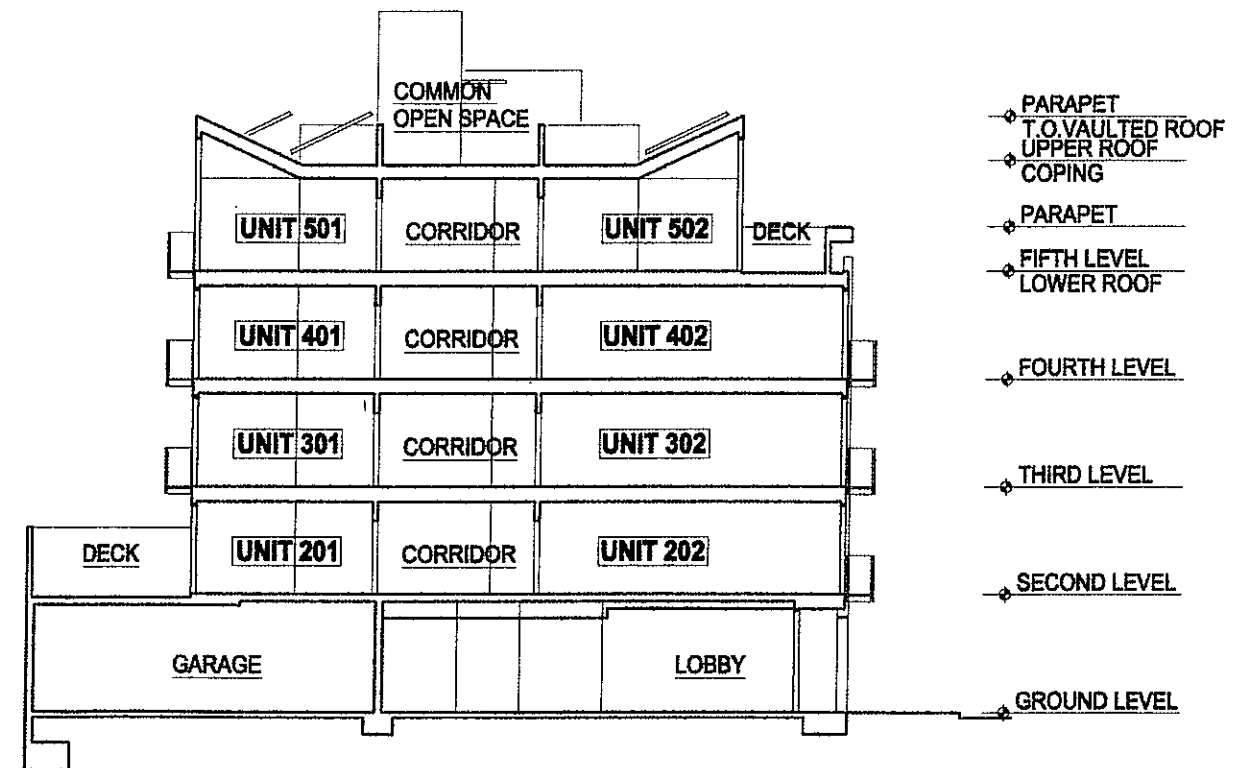 COMMON
OPEN SPACE
PARAPET
T.O.VAULTED ROOF
UPPER ROOF
COPING
PARAPET
UNIT 501
CORRIDOR
UNIT 502
DECK
FIFTH LEVEL
LOWER ROOF
UNIT 401
CORRIDOR
UNIT 402
FOURTH LEVEL
UNIT 301
CORRIDOR
UNIT 302
THIRD LEVEL
DECK
UNIT 201
CORRIDOR
UNIT 202
SECOND LEVEL
GARAGE
LOBBY
GROUND LEVEL